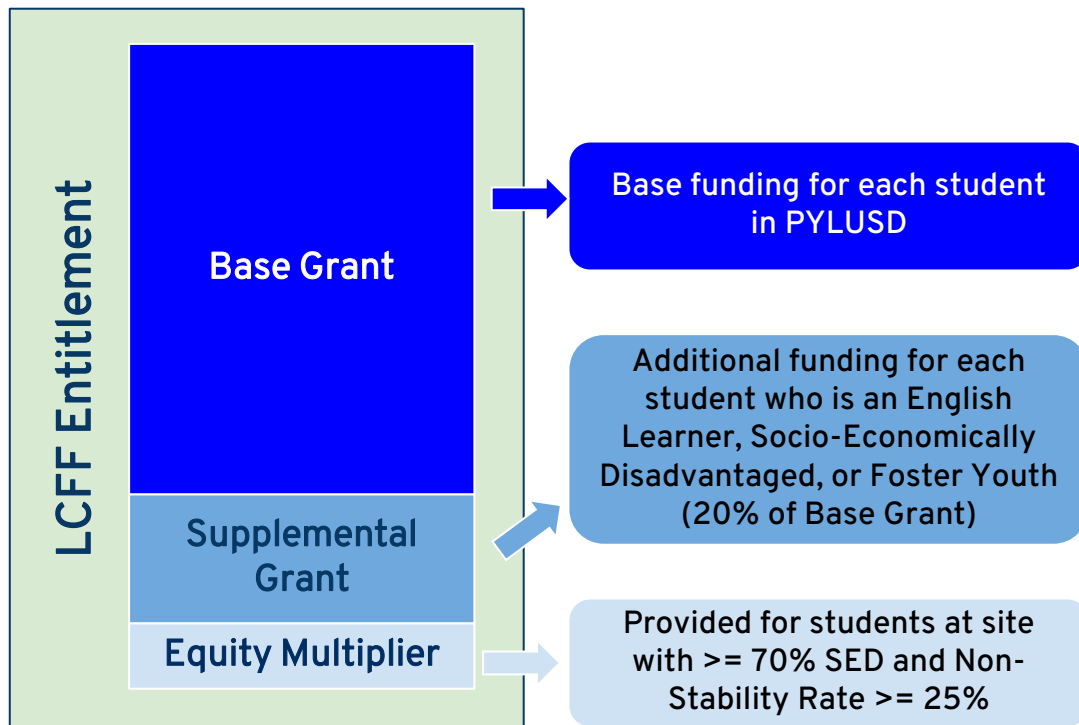 LCFF Entitlement
Base Grant
Base funding for each student
in PYLUSD
Supplemental
Grant
Additional funding for each
student who is an English
Learner, Socio-Economically
Disadvantaged, or Foster Youth
(20% of Base Grant)
Equity Multiplier
Provided for students at site
with >= 70% SED and Non-
Stability Rate >= 25%